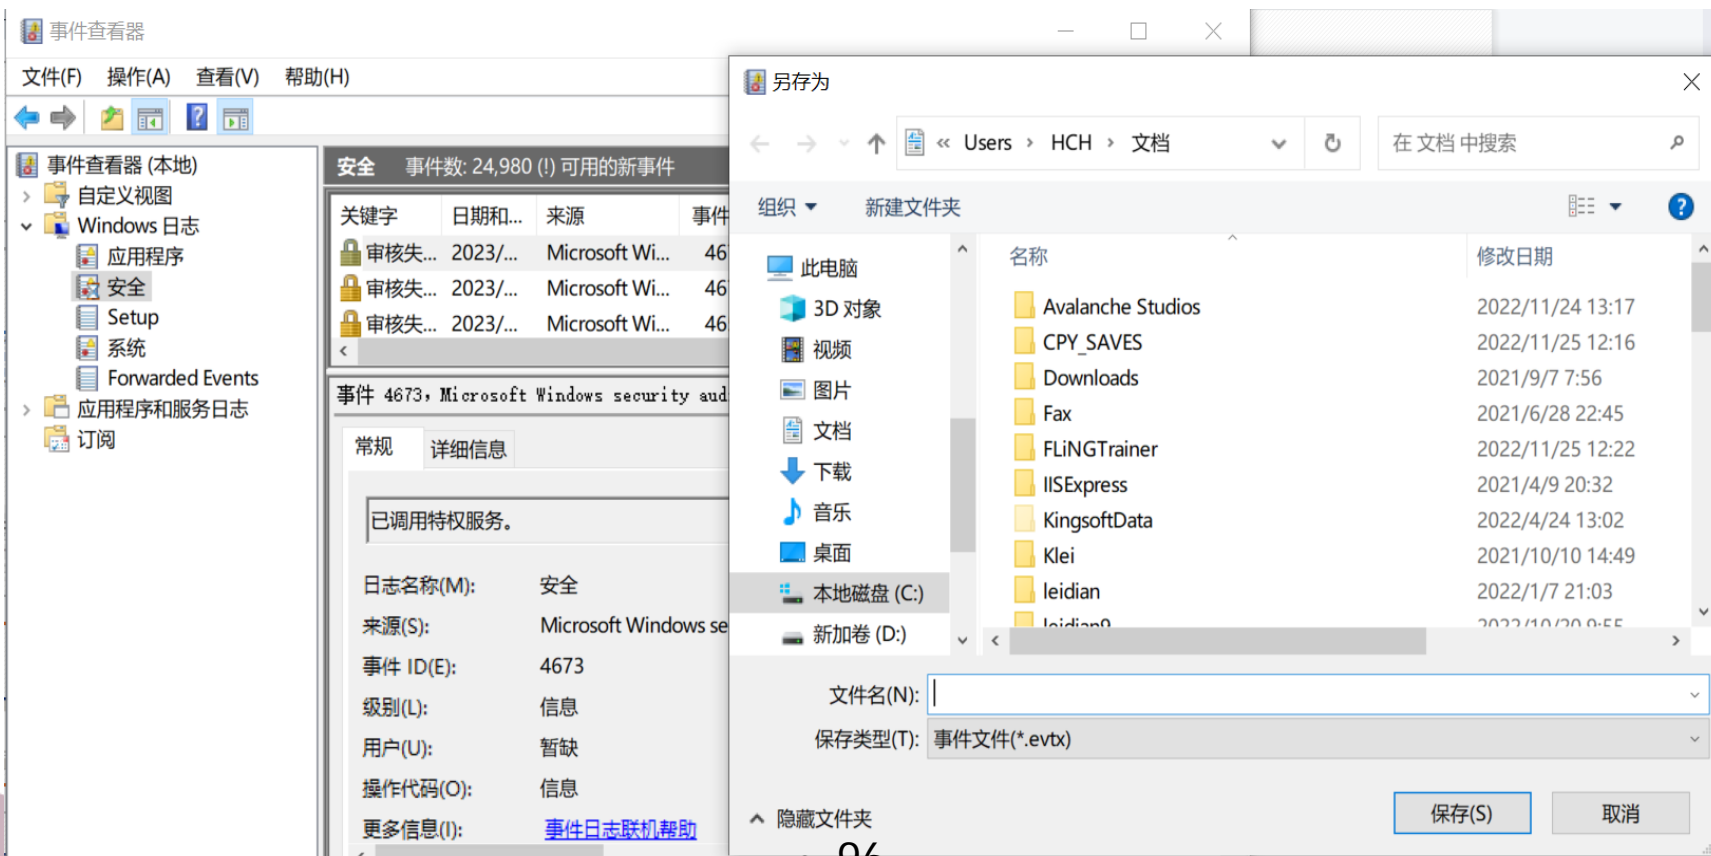 事件查看器
文件(F) 操作(A) 查看(V) 帮助(H)
事件查看器 (本地)
自定义视图
Windows 日志
应用程序
安全
Setup
系统
Forwarded Events
应用程序和服务日志
订阅
安全 事件数: 24,980 (!) 可用的新事件
关键字 日期和... 来源 事件
审核失... 2023/... Microsoft Wi... 46
审核失... 2023/... Microsoft Wi... 46
审核失... 2023/... Microsoft Wi... 46
事件 4673，Microsoft Windows security aud
常规 详细信息
已调用特权服务。
日志名称(M): 安全
来源(S): Microsoft Windows se
事件 ID(E): 4673
级别(L): 信息
用户(U): 暂缺
操作代码(O): 信息
更多信息(I): 事件日志联机帮助
另存为
« Users › HCH › 文档
在 文档 中搜索
组织 新建文件夹
此电脑
3D 对象
视频
图片
文档
下载
音乐
桌面
本地磁盘 (C:)
新加卷 (D:)
名称 修改日期
Avalanche Studios 2022/11/24 13:17
CPY_SAVES 2022/11/25 12:16
Downloads 2021/9/7 7:56
Fax 2021/6/28 22:45
FLiNGTrainer 2022/11/25 12:22
IISExpress 2021/4/9 20:32
KingsoftData 2022/4/24 13:02
Klei 2021/10/10 14:49
leidian 2022/1/7 21:03
leidian9 2022/10/20 9:55
文件名(N):
保存类型(T): 事件文件(*.evtx)
隐藏文件夹
保存(S) 取消
%